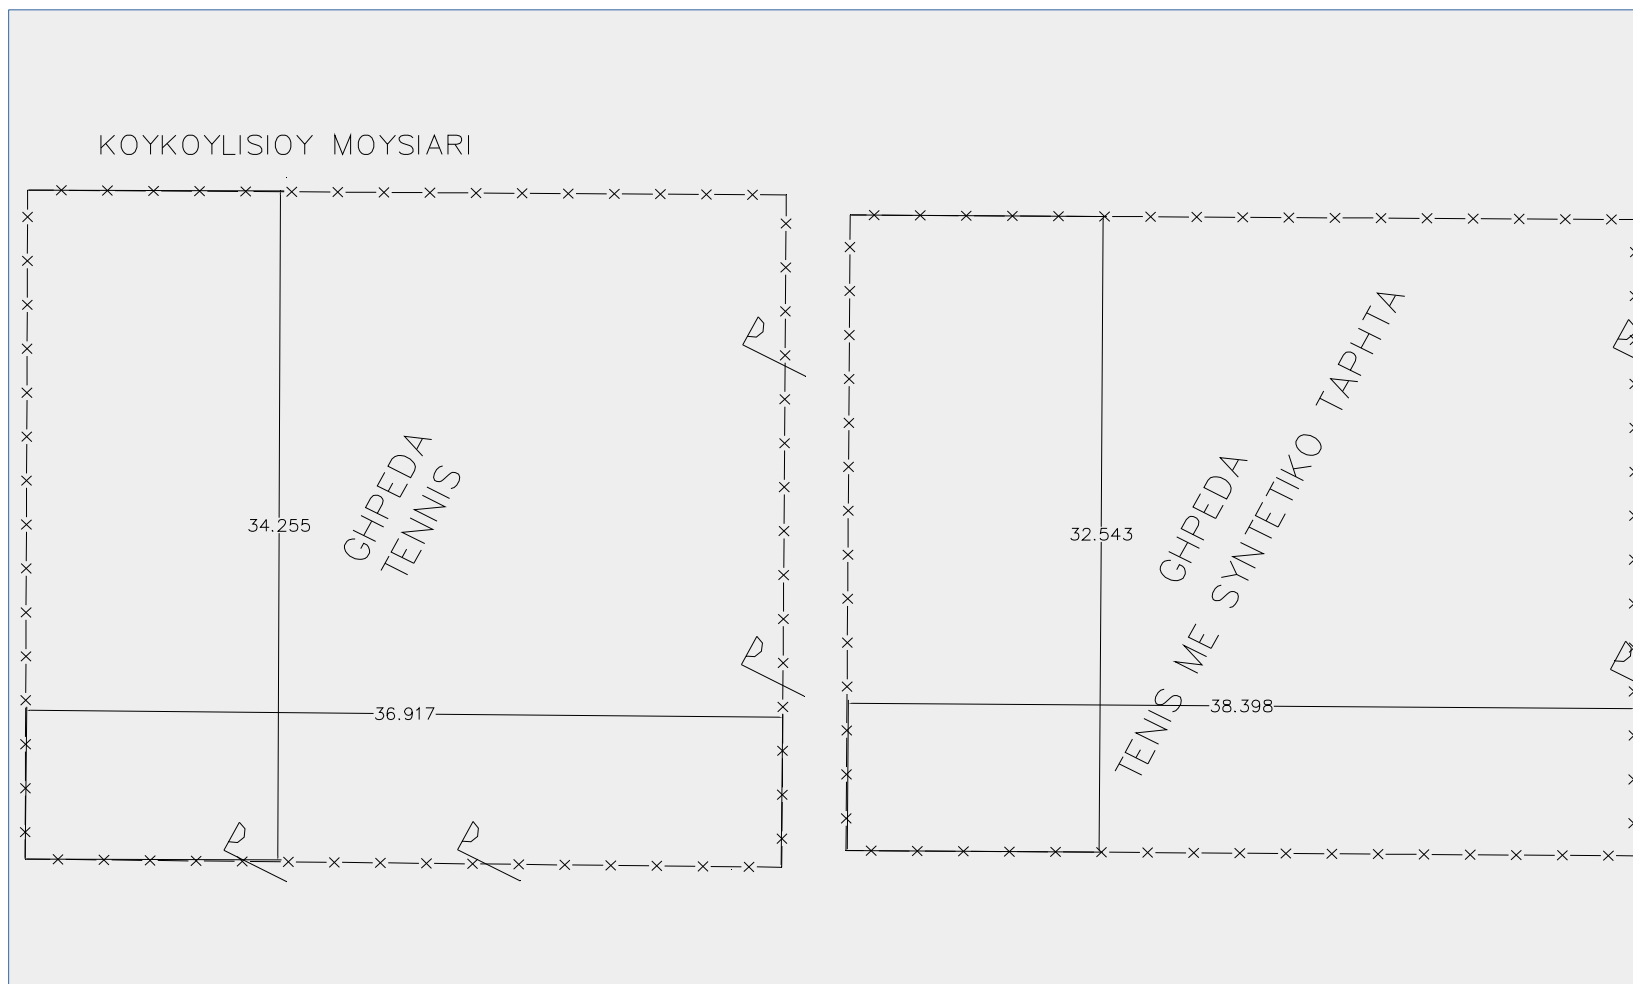 KOYKOYLISIOY MOYSIARI
GHPEDA
TENNIS
34.255
36.917
GHPEDA
TENIS ME SYNTETIKO TAPHTA
32.543
38.398